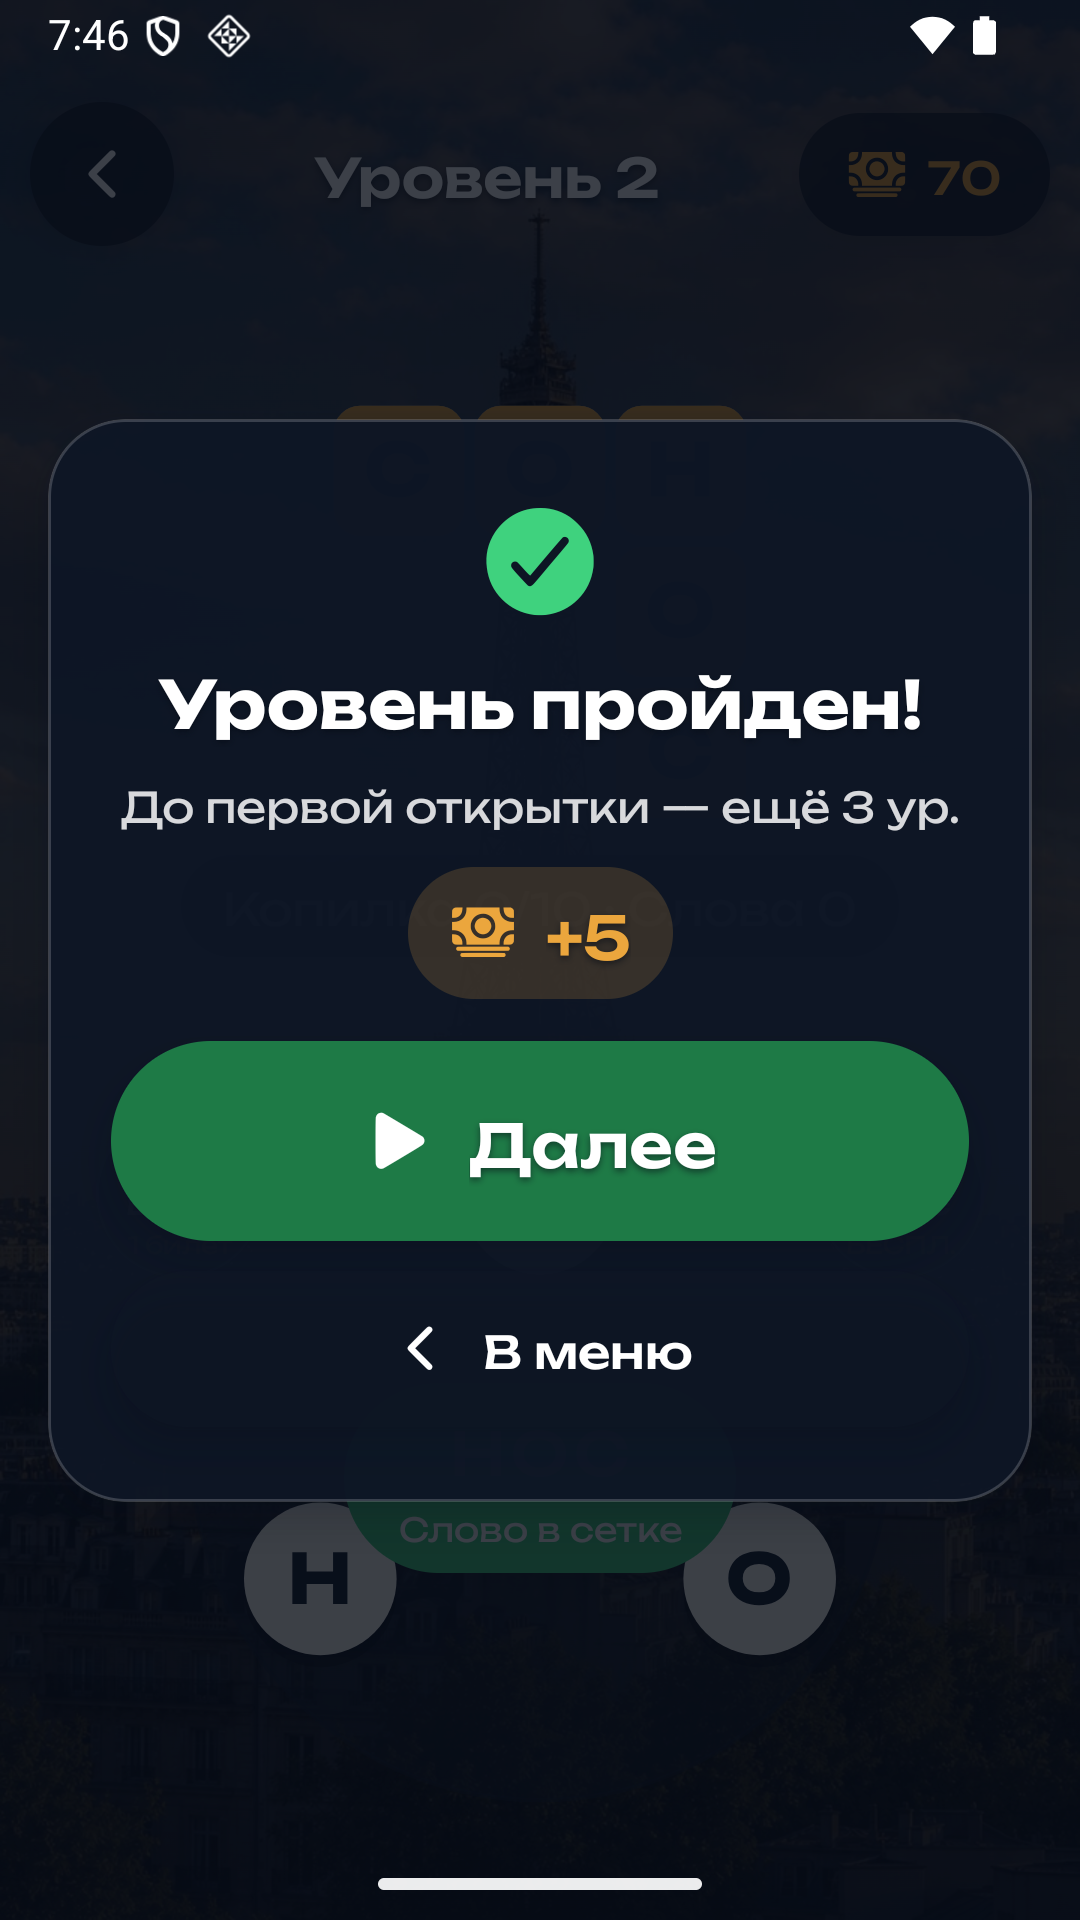 7:46
Уровень 2
70
С О Н
О
С
Уровень пройден!
До первой открытки — ещё 3 ур.
+5
Далее
В меню
Слово в сетке
Н
О